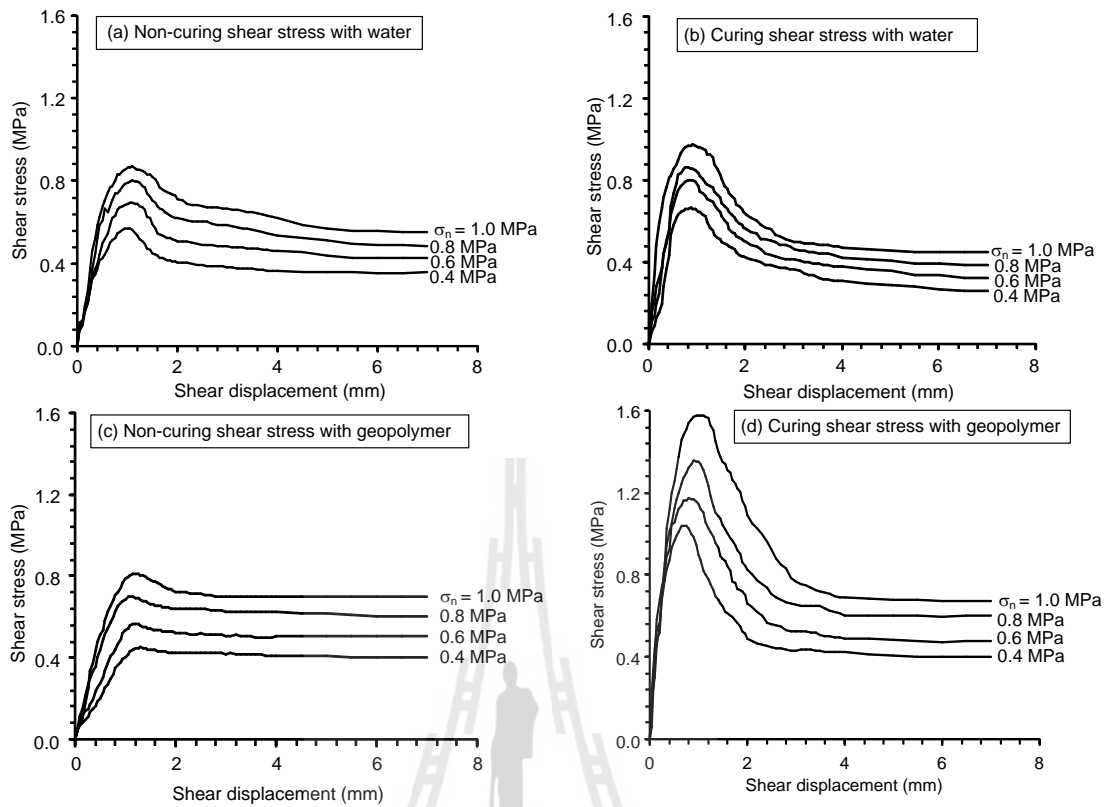 (a) Non-curing shear stress with water
1.6
1.2
0.8
0.4
0.0
Shear stress (MPa)
σn = 1.0 MPa
0.8 MPa
0.6 MPa
0.4 MPa
0 2 4 6 8
Shear displacement (mm)
(b) Curing shear stress with water
1.6
1.2
0.8
0.4
0.0
Shear stress (MPa)
σn = 1.0 MPa
0.8 MPa
0.6 MPa
0.4 MPa
0 2 4 6 8
Shear displacement (mm)
(c) Non-curing shear stress with geopolymer
1.6
1.2
0.8
0.4
0.0
Shear stress (MPa)
σn = 1.0 MPa
0.8 MPa
0.6 MPa
0.4 MPa
0 2 4 6 8
Shear displacement (mm)
(d) Curing shear stress with geopolymer
1.6
1.2
0.8
0.4
0.0
Shear stress (MPa)
σn = 1.0 MPa
0.8 MPa
0.6 MPa
0.4 MPa
0 2 4 6 8
Shear displacement (mm)